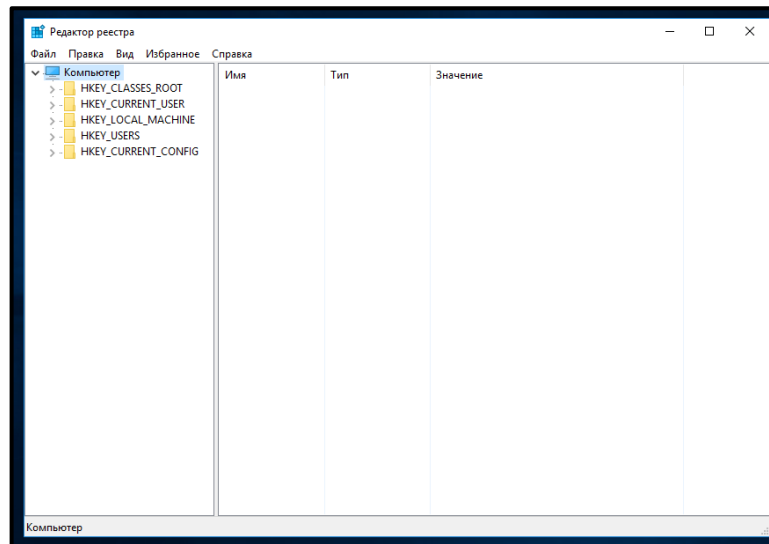 Редактор реестра
Файл Правка Вид Избранное Справка
Компьютер
HKEY_CLASSES_ROOT
HKEY_CURRENT_USER
HKEY_LOCAL_MACHINE
HKEY_USERS
HKEY_CURRENT_CONFIG
Имя Тип Значение
Компьютер